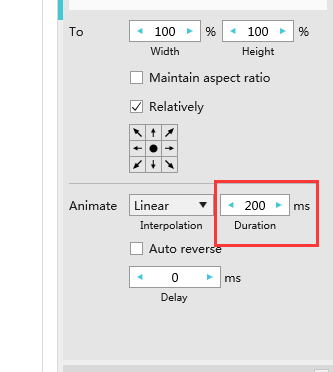 To 100 % 100 %
Width Height
Maintain aspect ratio
Relatively
Animate Linear 200 ms
Interpolation Duration
Auto reverse
0 ms
Delay